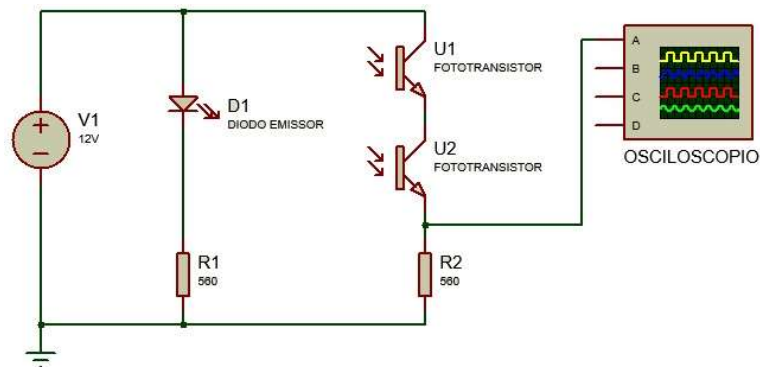 V1
12V
D1
DIODO EMISSOR
R1
560
U1
FOTOTRANSISTOR
U2
FOTOTRANSISTOR
R2
560
A
B
C
D
OSCILOSCOPIO